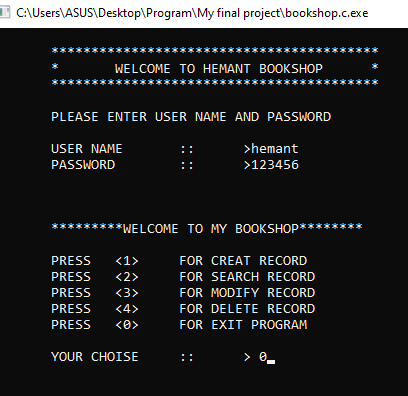 C:\Users\ASUS\Desktop\Program\My final project\bookshop.c.exe
*****************************************
* WELCOME TO HEMANT BOOKSHOP *
*****************************************
PLEASE ENTER USER NAME AND PASSWORD
USER NAME :: >hemant
PASSWORD :: >123456
*********WELCOME TO MY BOOKSHOP********
PRESS <1> FOR CREAT RECORD
PRESS <2> FOR SEARCH RECORD
PRESS <3> FOR MODIFY RECORD
PRESS <4> FOR DELETE RECORD
PRESS <0> FOR EXIT PROGRAM
YOUR CHOISE :: > 0